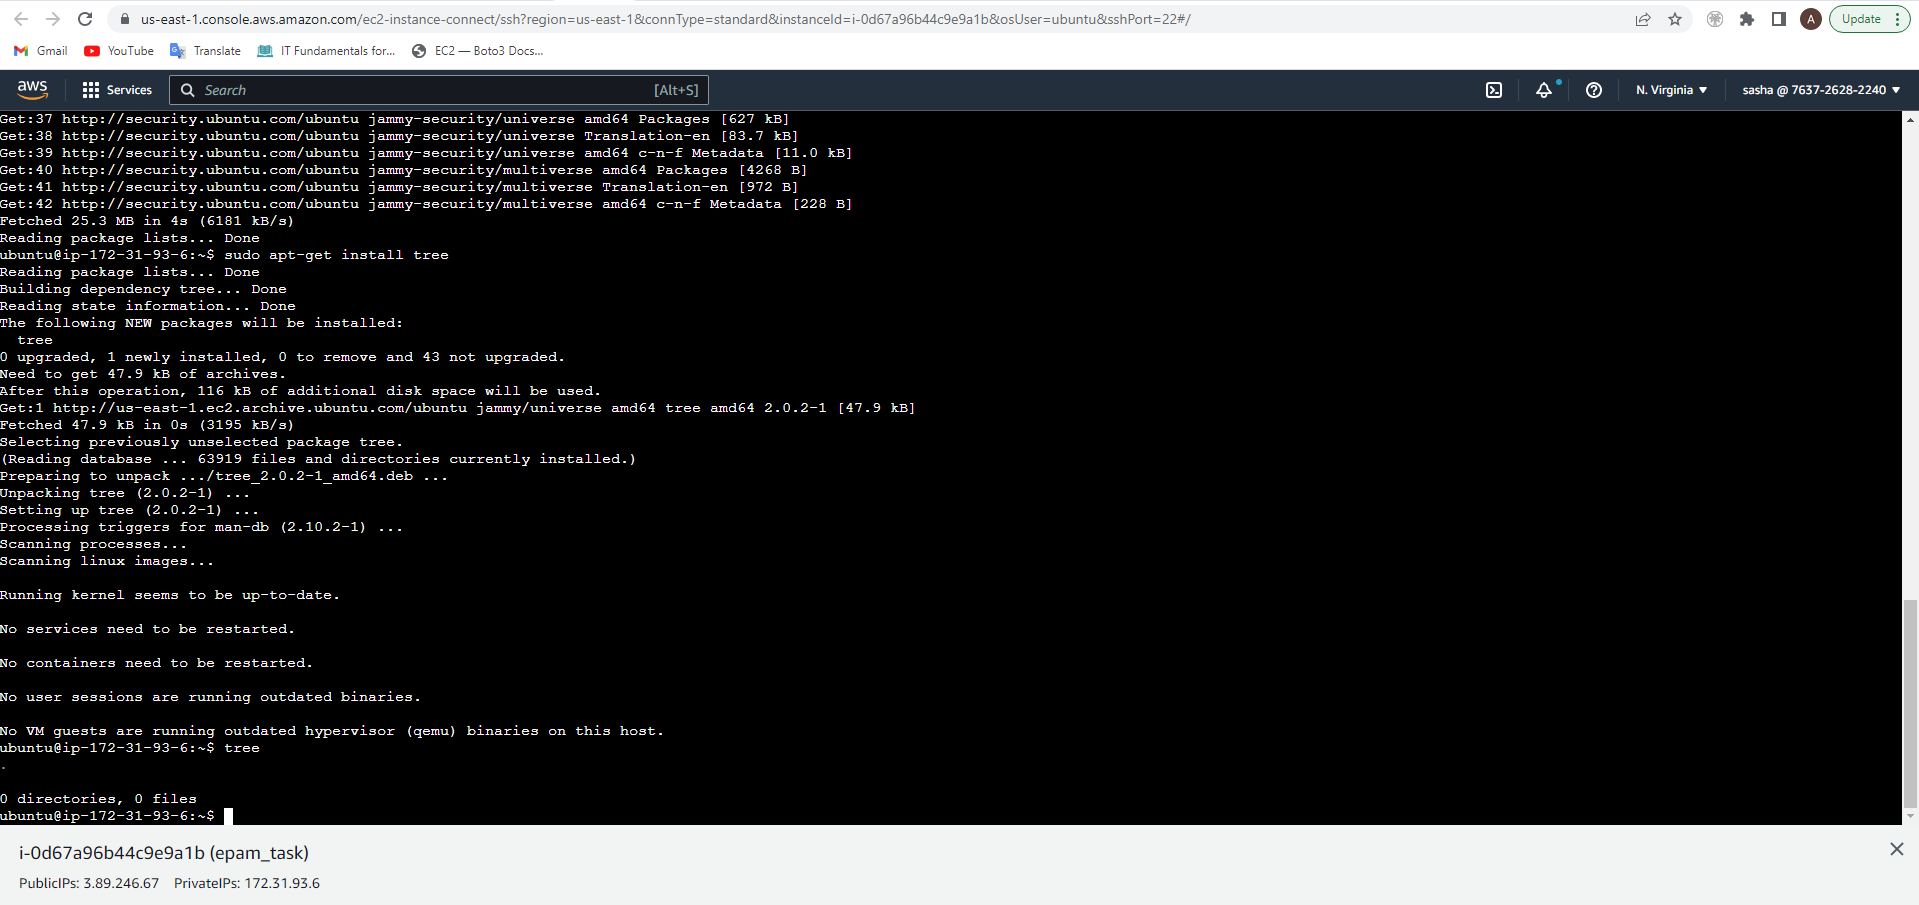 us-east-1.console.aws.amazon.com/ec2-instance-connect/ssh?region=us-east-1&connType=standard&instanceId=i-0d67a96b44c9e9a1b&osUser=ubuntu&sshPort=22#/
A
Update
Gmail
YouTube
Translate
IT Fundamentals for...
EC2 — Boto3 Docs...
aws
Services
Search
[Alt+S]
N. Virginia
sasha @ 7637-2628-2240
Get:37 http://security.ubuntu.com/ubuntu jammy-security/universe amd64 Packages [627 kB]
Get:38 http://security.ubuntu.com/ubuntu jammy-security/universe Translation-en [83.7 kB]
Get:39 http://security.ubuntu.com/ubuntu jammy-security/universe amd64 c-n-f Metadata [11.0 kB]
Get:40 http://security.ubuntu.com/ubuntu jammy-security/multiverse amd64 Packages [4268 B]
Get:41 http://security.ubuntu.com/ubuntu jammy-security/multiverse Translation-en [972 B]
Get:42 http://security.ubuntu.com/ubuntu jammy-security/multiverse amd64 c-n-f Metadata [228 B]
Fetched 25.3 MB in 4s (6181 kB/s)
Reading package lists... Done
ubuntu@ip-172-31-93-6:~$ sudo apt-get install tree
Reading package lists... Done
Building dependency tree... Done
Reading state information... Done
The following NEW packages will be installed:
  tree
0 upgraded, 1 newly installed, 0 to remove and 43 not upgraded.
Need to get 47.9 kB of archives.
After this operation, 116 kB of additional disk space will be used.
Get:1 http://us-east-1.ec2.archive.ubuntu.com/ubuntu jammy/universe amd64 tree amd64 2.0.2-1 [47.9 kB]
Fetched 47.9 kB in 0s (3195 kB/s)
Selecting previously unselected package tree.
(Reading database ... 63919 files and directories currently installed.)
Preparing to unpack .../tree_2.0.2-1_amd64.deb ...
Unpacking tree (2.0.2-1) ...
Setting up tree (2.0.2-1) ...
Processing triggers for man-db (2.10.2-1) ...
Scanning processes...
Scanning linux images...
Running kernel seems to be up-to-date.
No services need to be restarted.
No containers need to be restarted.
No user sessions are running outdated binaries.
No VM guests are running outdated hypervisor (qemu) binaries on this host.
ubuntu@ip-172-31-93-6:~$ tree
.
0 directories, 0 files
ubuntu@ip-172-31-93-6:~$
i-0d67a96b44c9e9a1b (epam_task)
PublicIPs: 3.89.246.67 PrivateIPs: 172.31.93.6